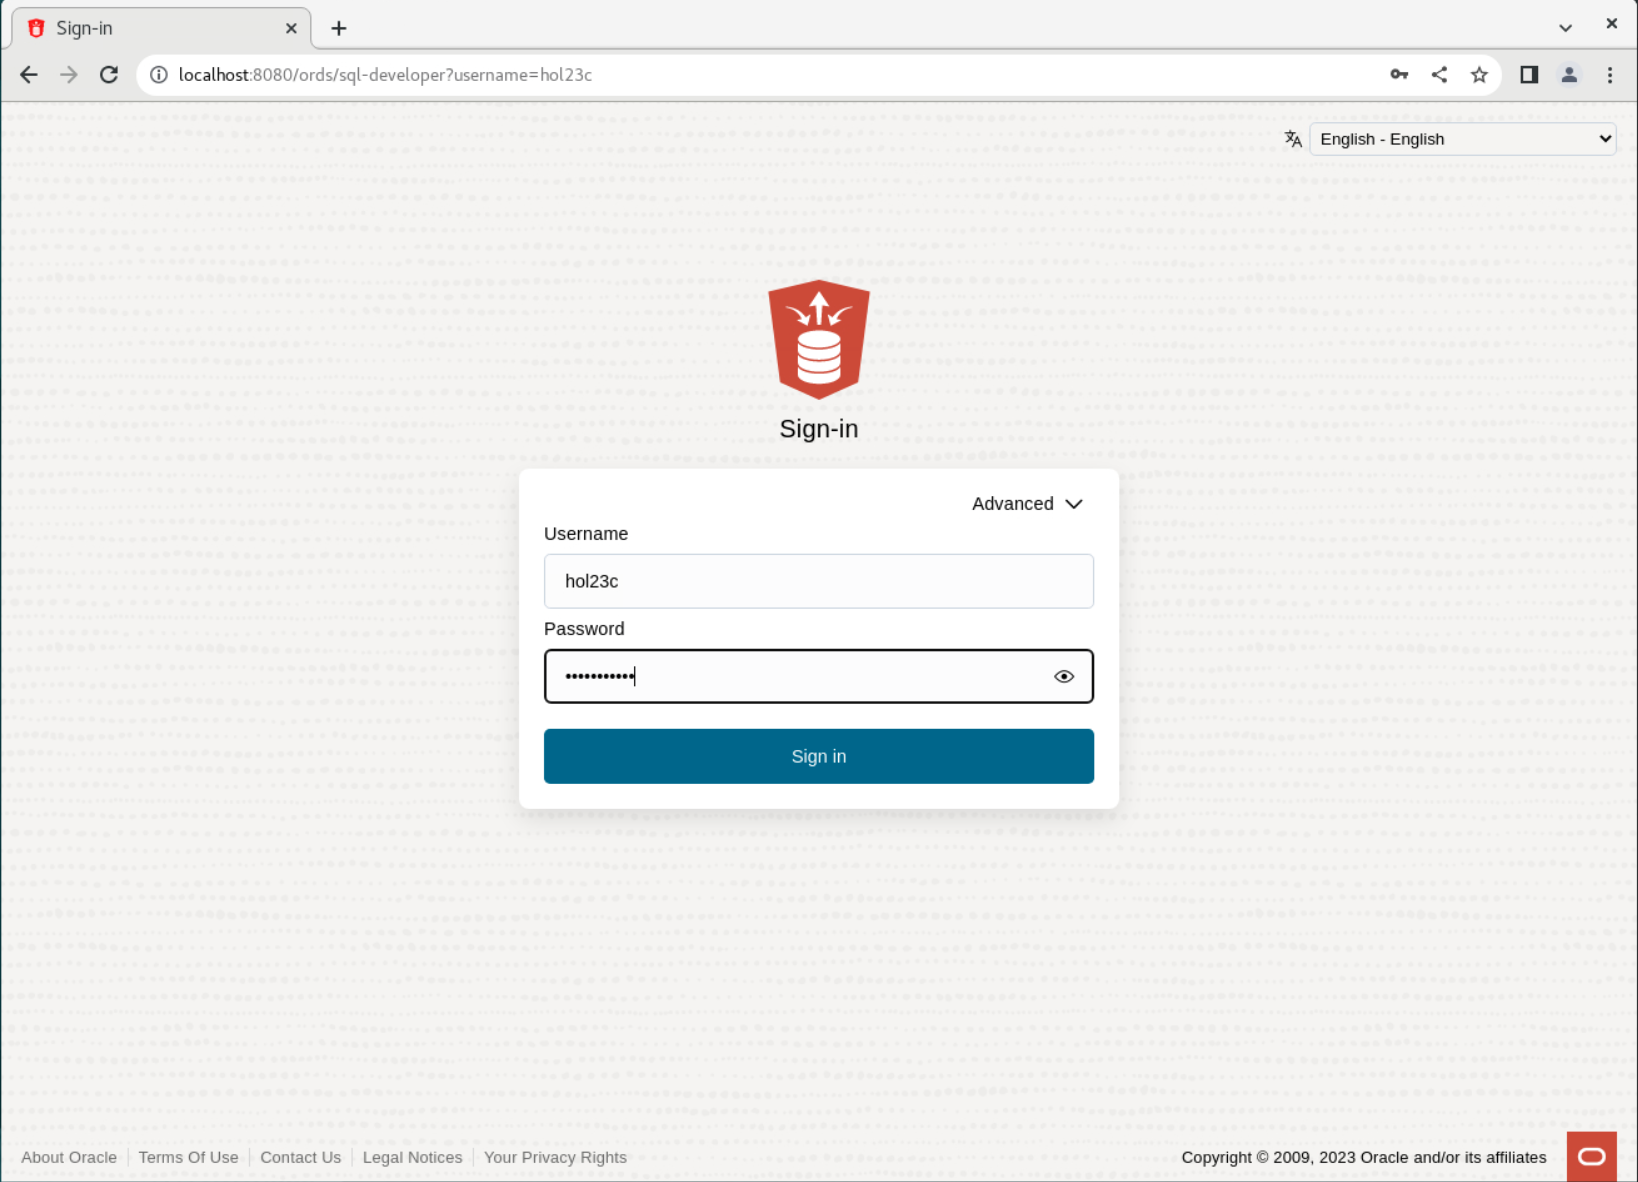 Sign-in
localhost:8080/ords/sql-developer?username=hol23c
English - English
Sign-in
Advanced
Username
hol23c
Password
•••••••••••
Sign in
About Oracle Terms Of Use Contact Us Legal Notices Your Privacy Rights Copyright © 2009, 2023 Oracle and/or its affiliates